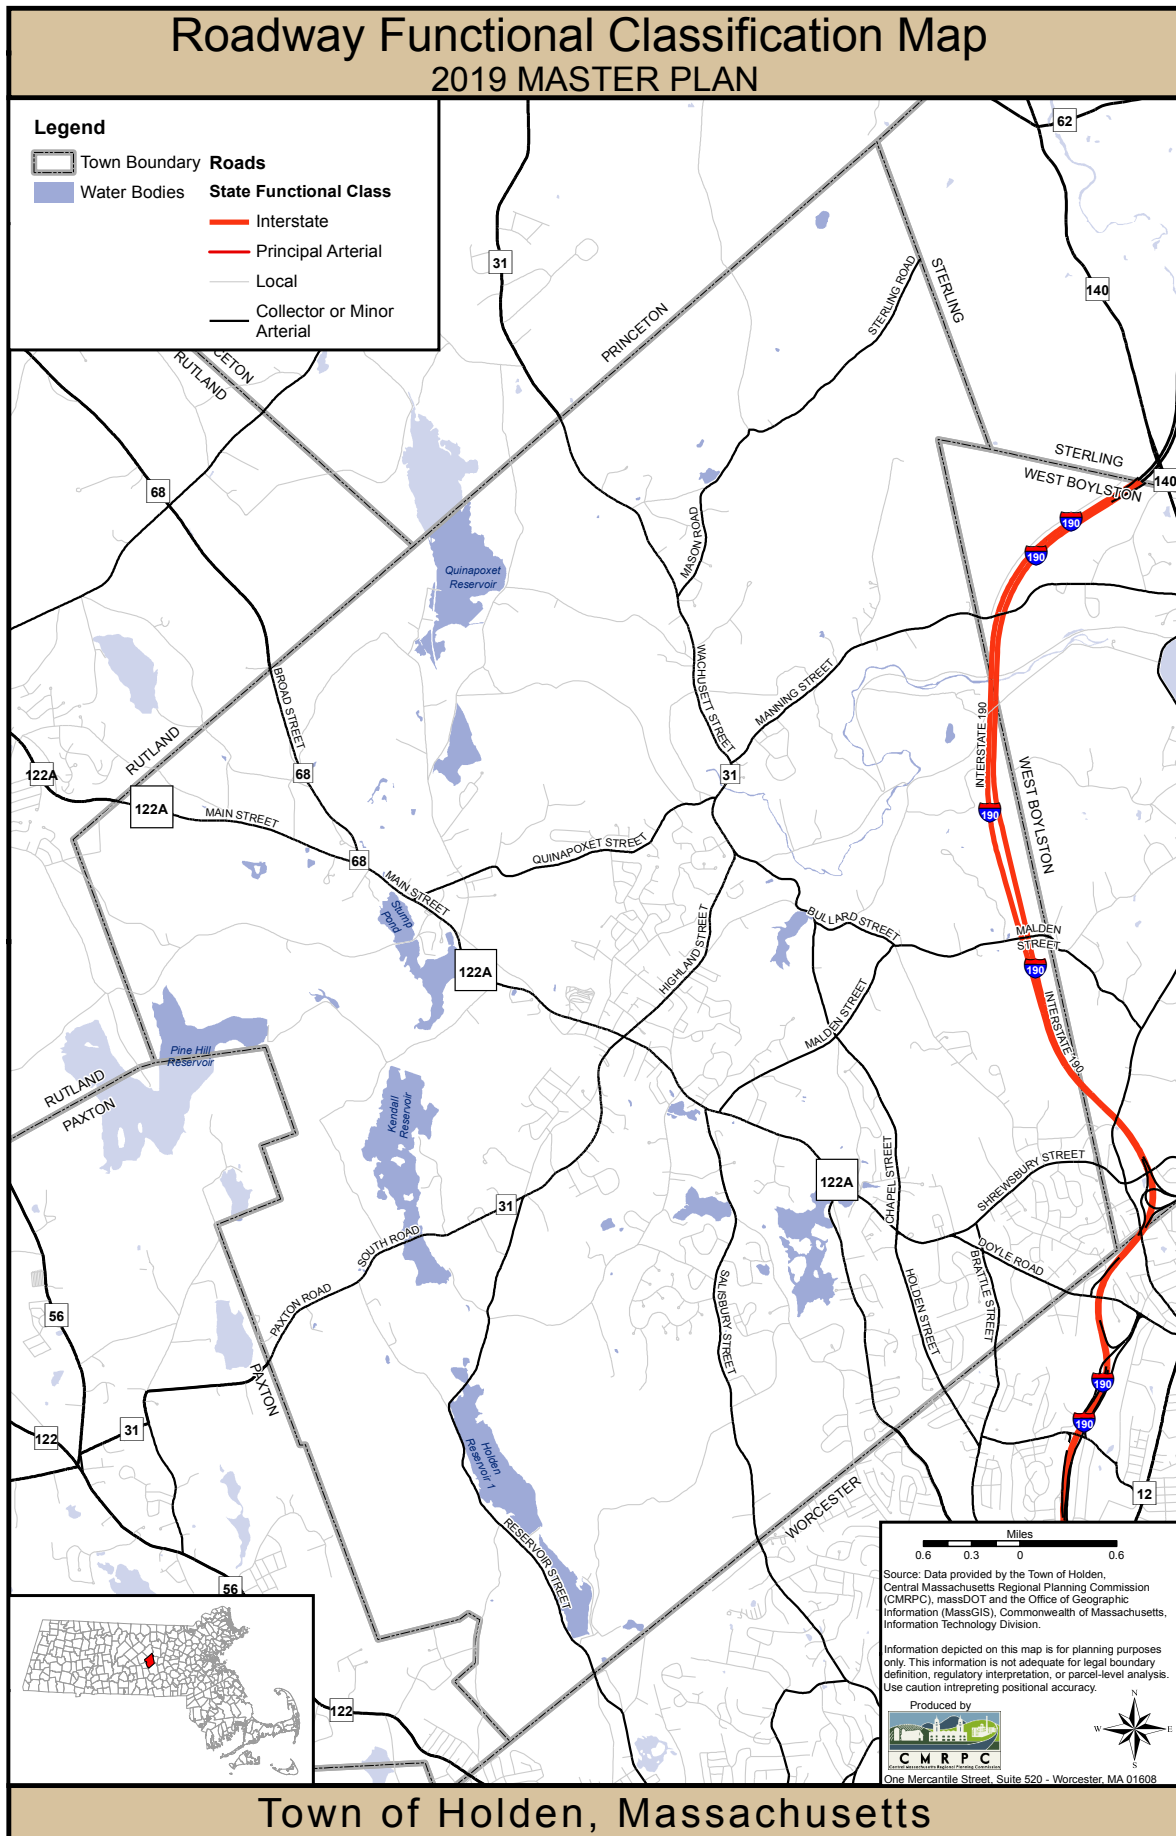 Roadway Functional Classification Map
2019 MASTER PLAN
Legend
Town Boundary
Water Bodies
Roads
State Functional Class
Interstate
Principal Arterial
Local
Collector or Minor
Arterial
62
31
140
STERLING ROAD
STERLING
PRINCETON
CETON
RUTLAND
68
STERLING
WEST BOYLSTON
140
190
190
MASON ROAD
Quinapoxet
Reservoir
WACHUSETT STREET
MANNING STREET
BROAD STREET
RUTLAND
INTERSTATE 190
WEST BOYLSTON
122A
68
31
122A
MAIN STREET
190
QUINAPOXET STREET
68
MAIN STREET
Stump
Pond
HIGHLAND STREET
BULLARD STREET
MALDEN
STREET
190
122A
MALDEN STREET
INTERSTATE 190
Pine Hill
Reservoir
RUTLAND
PAXTON
Kendall
Reservoir
CHAPEL STREET
SHREWSBURY STREET
122A
31
SOUTH ROAD
DOYLE ROAD
BRATTLE STREET
HOLDEN STREET
SALISBURY STREET
PAXTON ROAD
56
PAXTON
190
190
31
122
Holden
Reservoir 1
12
WORCESTER
RESERVOIR STREET
56
122
Miles
0.6 0.3 0 0.6
Source: Data provided by the Town of Holden,
Central Massachusetts Regional Planning Commission
(CMRPC), massDOT and the Office of Geographic
Information (MassGIS), Commonwealth of Massachusetts,
Information Technology Division.
Information depicted on this map is for planning purposes
only. This information is not adequate for legal boundary
definition, regulatory interpretation, or parcel-level analysis.
Use caution intrepreting positional accuracy.
Produced by
CMRPC
Central Massachusetts Regional Planning Commission
N
W E
S
One Mercantile Street, Suite 520 - Worcester, MA 01608
Town of Holden, Massachusetts